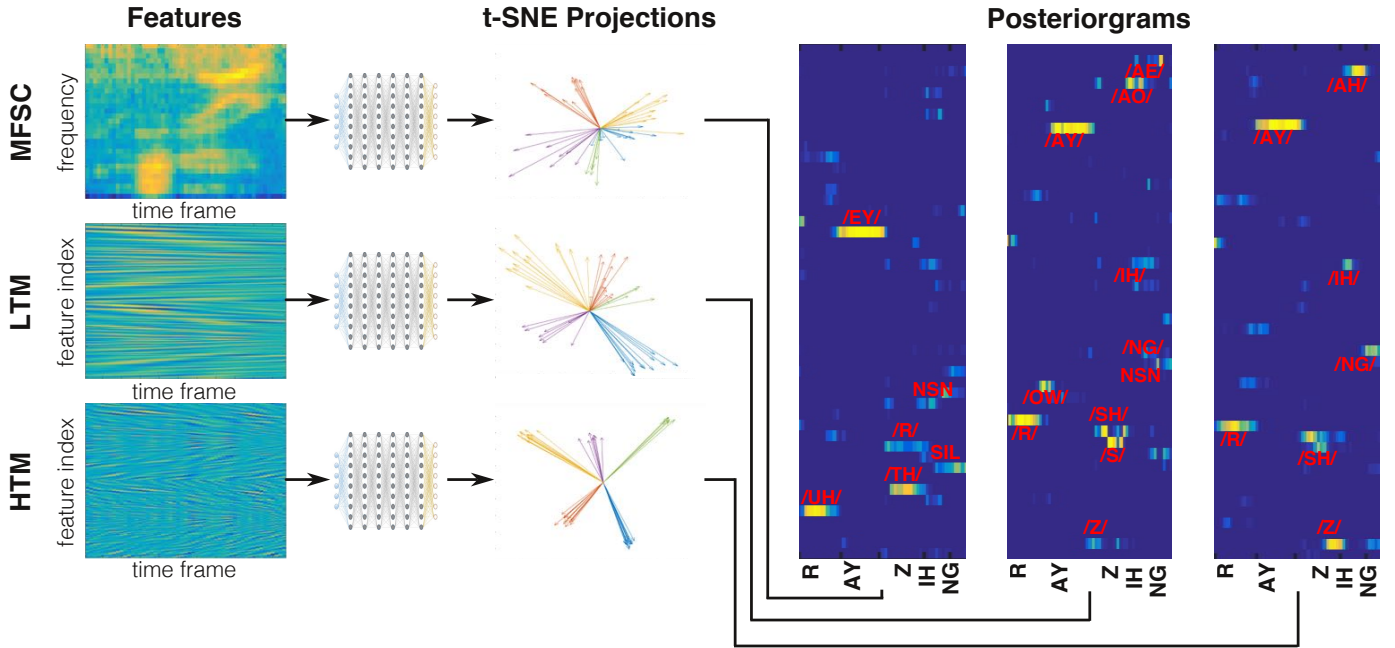 Features
t-SNE Projections
Posteriorgrams
MFSC
frequency
time frame
LTM
feature index
time frame
HTM
feature index
time frame
/EY/
NSN
/R/
SIL
/TH/
/UH/
R
AY
Z
IH
NG
/AE/
/AO/
/AY/
/IH/
/NG/
NSN
/OW/
/SH/
/R/
/S/
/Z/
R
AY
Z
IH
NG
/AH/
/AY/
/IH/
/NG/
/R/
/SH/
/Z/
R
AY
Z
IH
NG